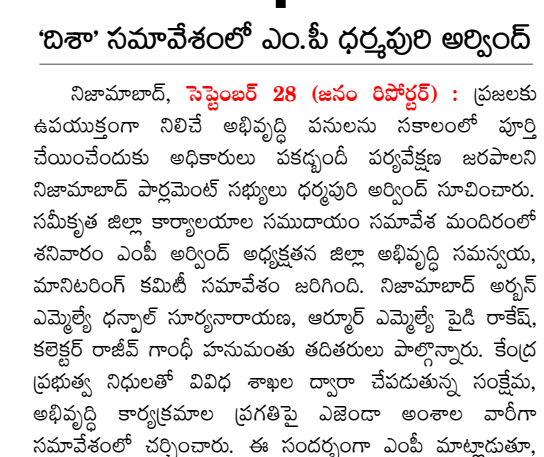 ‘దిశా’ సమావేశంలో ఎం.పీ ధర్మపురి అర్వింద్
నిజామాబాద్, సెప్టెంబర్ 28 (జనం రిపోర్టర్) : ప్రజలకు
ఉపయుక్తంగా నిలిచే అభివృద్ధి పనులను సకాలంలో పూర్తి
చేయించేందుకు అధికారులు పకడ్బందీ పర్యవేక్షణ జరపాలని
నిజామాబాద్ పార్లమెంట్ సభ్యులు ధర్మపురి అర్వింద్ సూచించారు.
సమీకృత జిల్లా కార్యాలయాల సముదాయం సమావేశ మందిరంలో
శనివారం ఎంపీ అర్వింద్ అధ్యక్షతన జిల్లా అభివృద్ధి సమన్వయ,
మానిటరింగ్ కమిటీ సమావేశం జరిగింది. నిజామాబాద్ అర్బన్
ఎమ్మెల్యే ధన్పాల్ సూర్యనారాయణ, ఆర్మూర్ ఎమ్మెల్యే పైడి రాకేష్,
కలెక్టర్ రాజీవ్ గాంధీ హనుమంతు తదితరులు పాల్గొన్నారు. కేంద్ర
ప్రభుత్వ నిధులతో వివిధ శాఖల ద్వారా చేపడుతున్న సంక్షేమ,
అభివృద్ధి కార్యక్రమాల ప్రగతిపై ఎజెండా అంశాల వారీగా
సమావేశంలో చర్చించారు. ఈ సందర్భంగా ఎంపీ మాట్లాడుతూ,